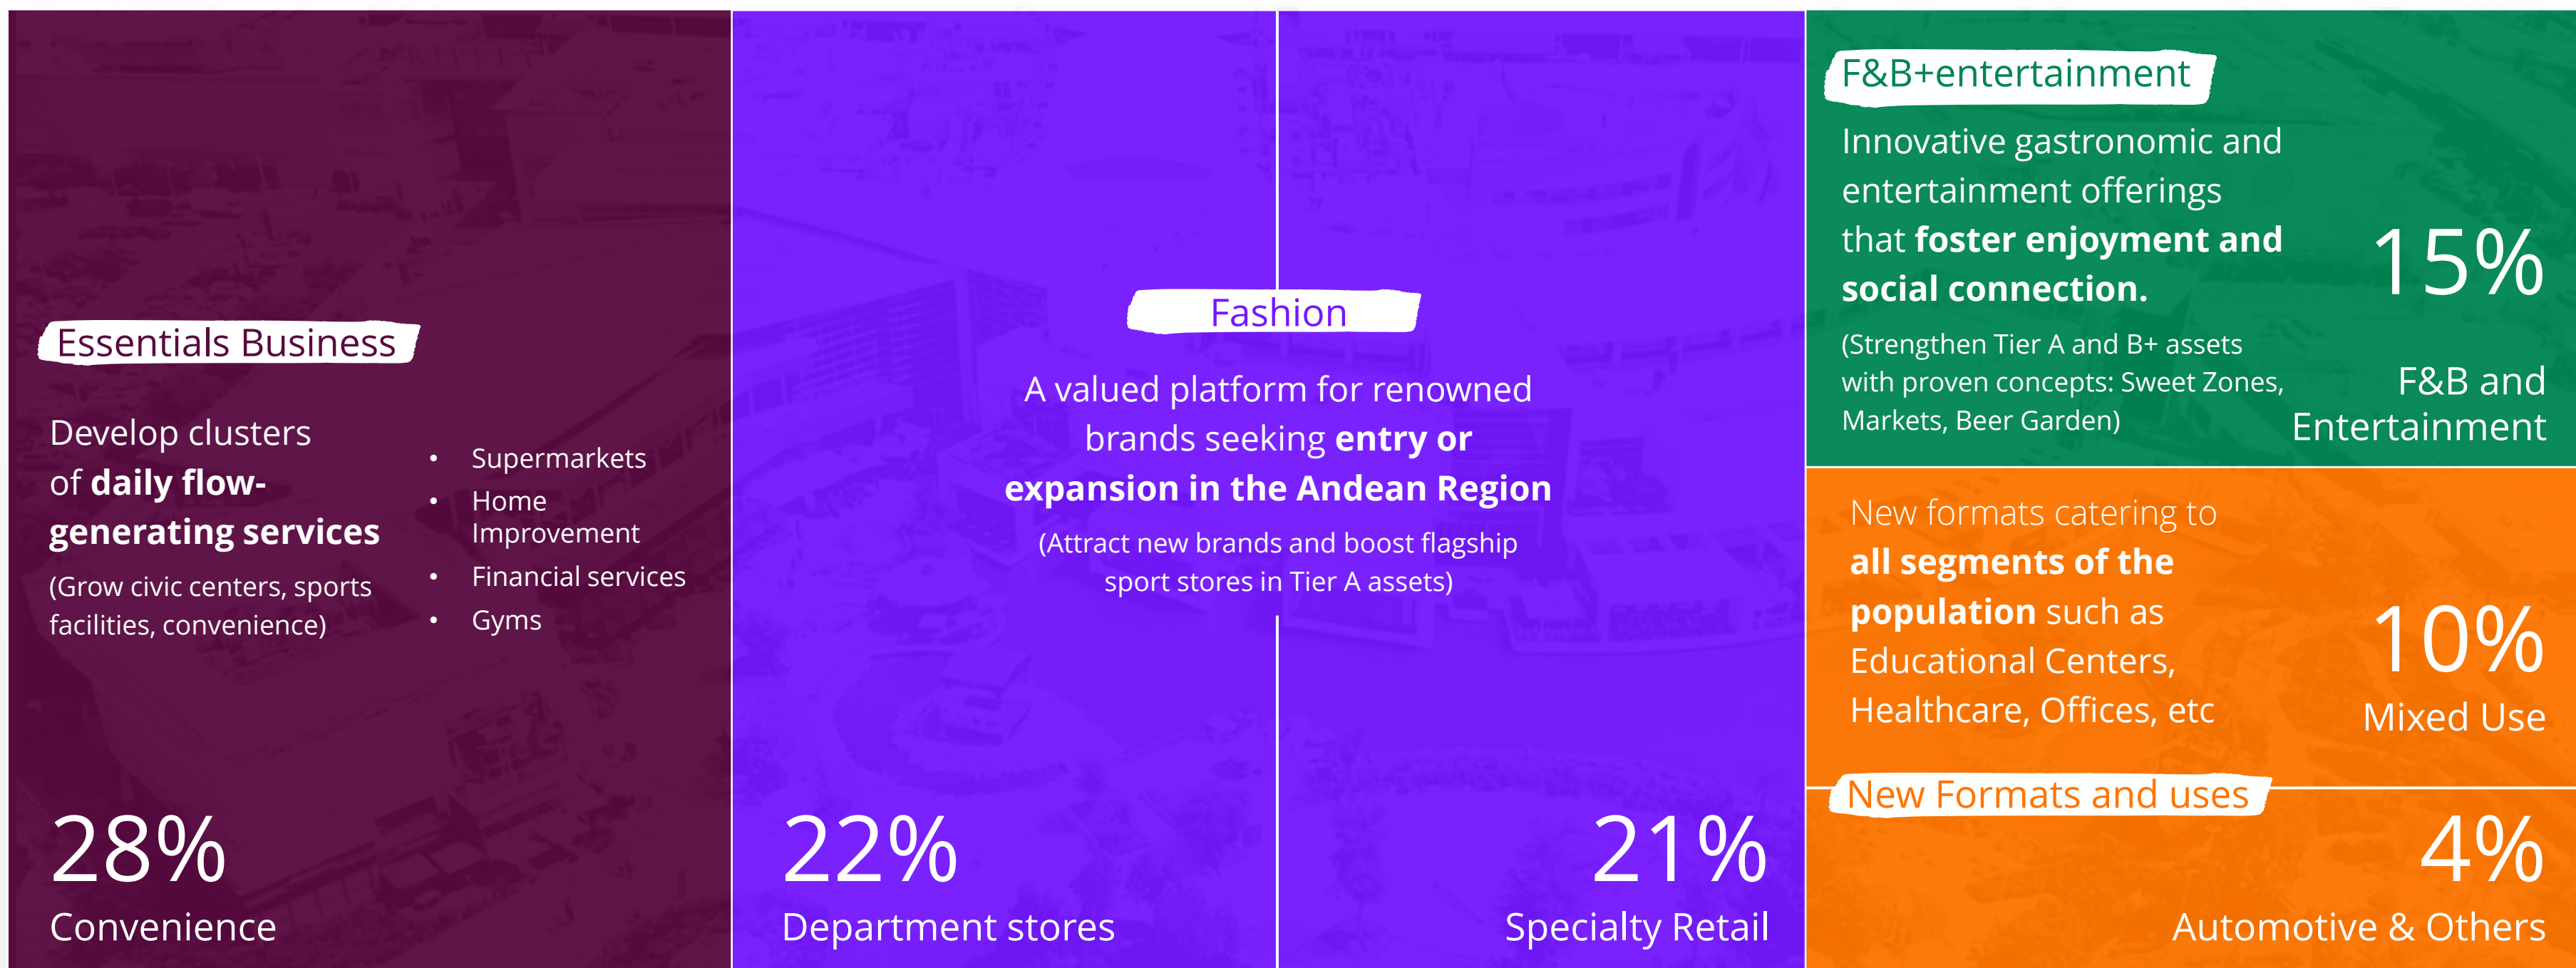 Essentials Business
Develop clusters
of daily flow-
generating services
(Grow civic centers, sports
facilities, convenience)
• Supermarkets
• Home
Improvement
• Financial services
• Gyms
28%
Convenience
Fashion
A valued platform for renowned
brands seeking entry or
expansion in the Andean Region
(Attract new brands and boost flagship
sport stores in Tier A assets)
22%
Department stores
21%
Specialty Retail
F&B+entertainment
Innovative gastronomic and
entertainment offerings
that foster enjoyment and
social connection.
(Strengthen Tier A and B+ assets
with proven concepts: Sweet Zones,
Markets, Beer Garden)
15%
F&B and
Entertainment
New formats catering to
all segments of the
population such as
Educational Centers,
Healthcare, Offices, etc
10%
Mixed Use
New Formats and uses
4%
Automotive & Others